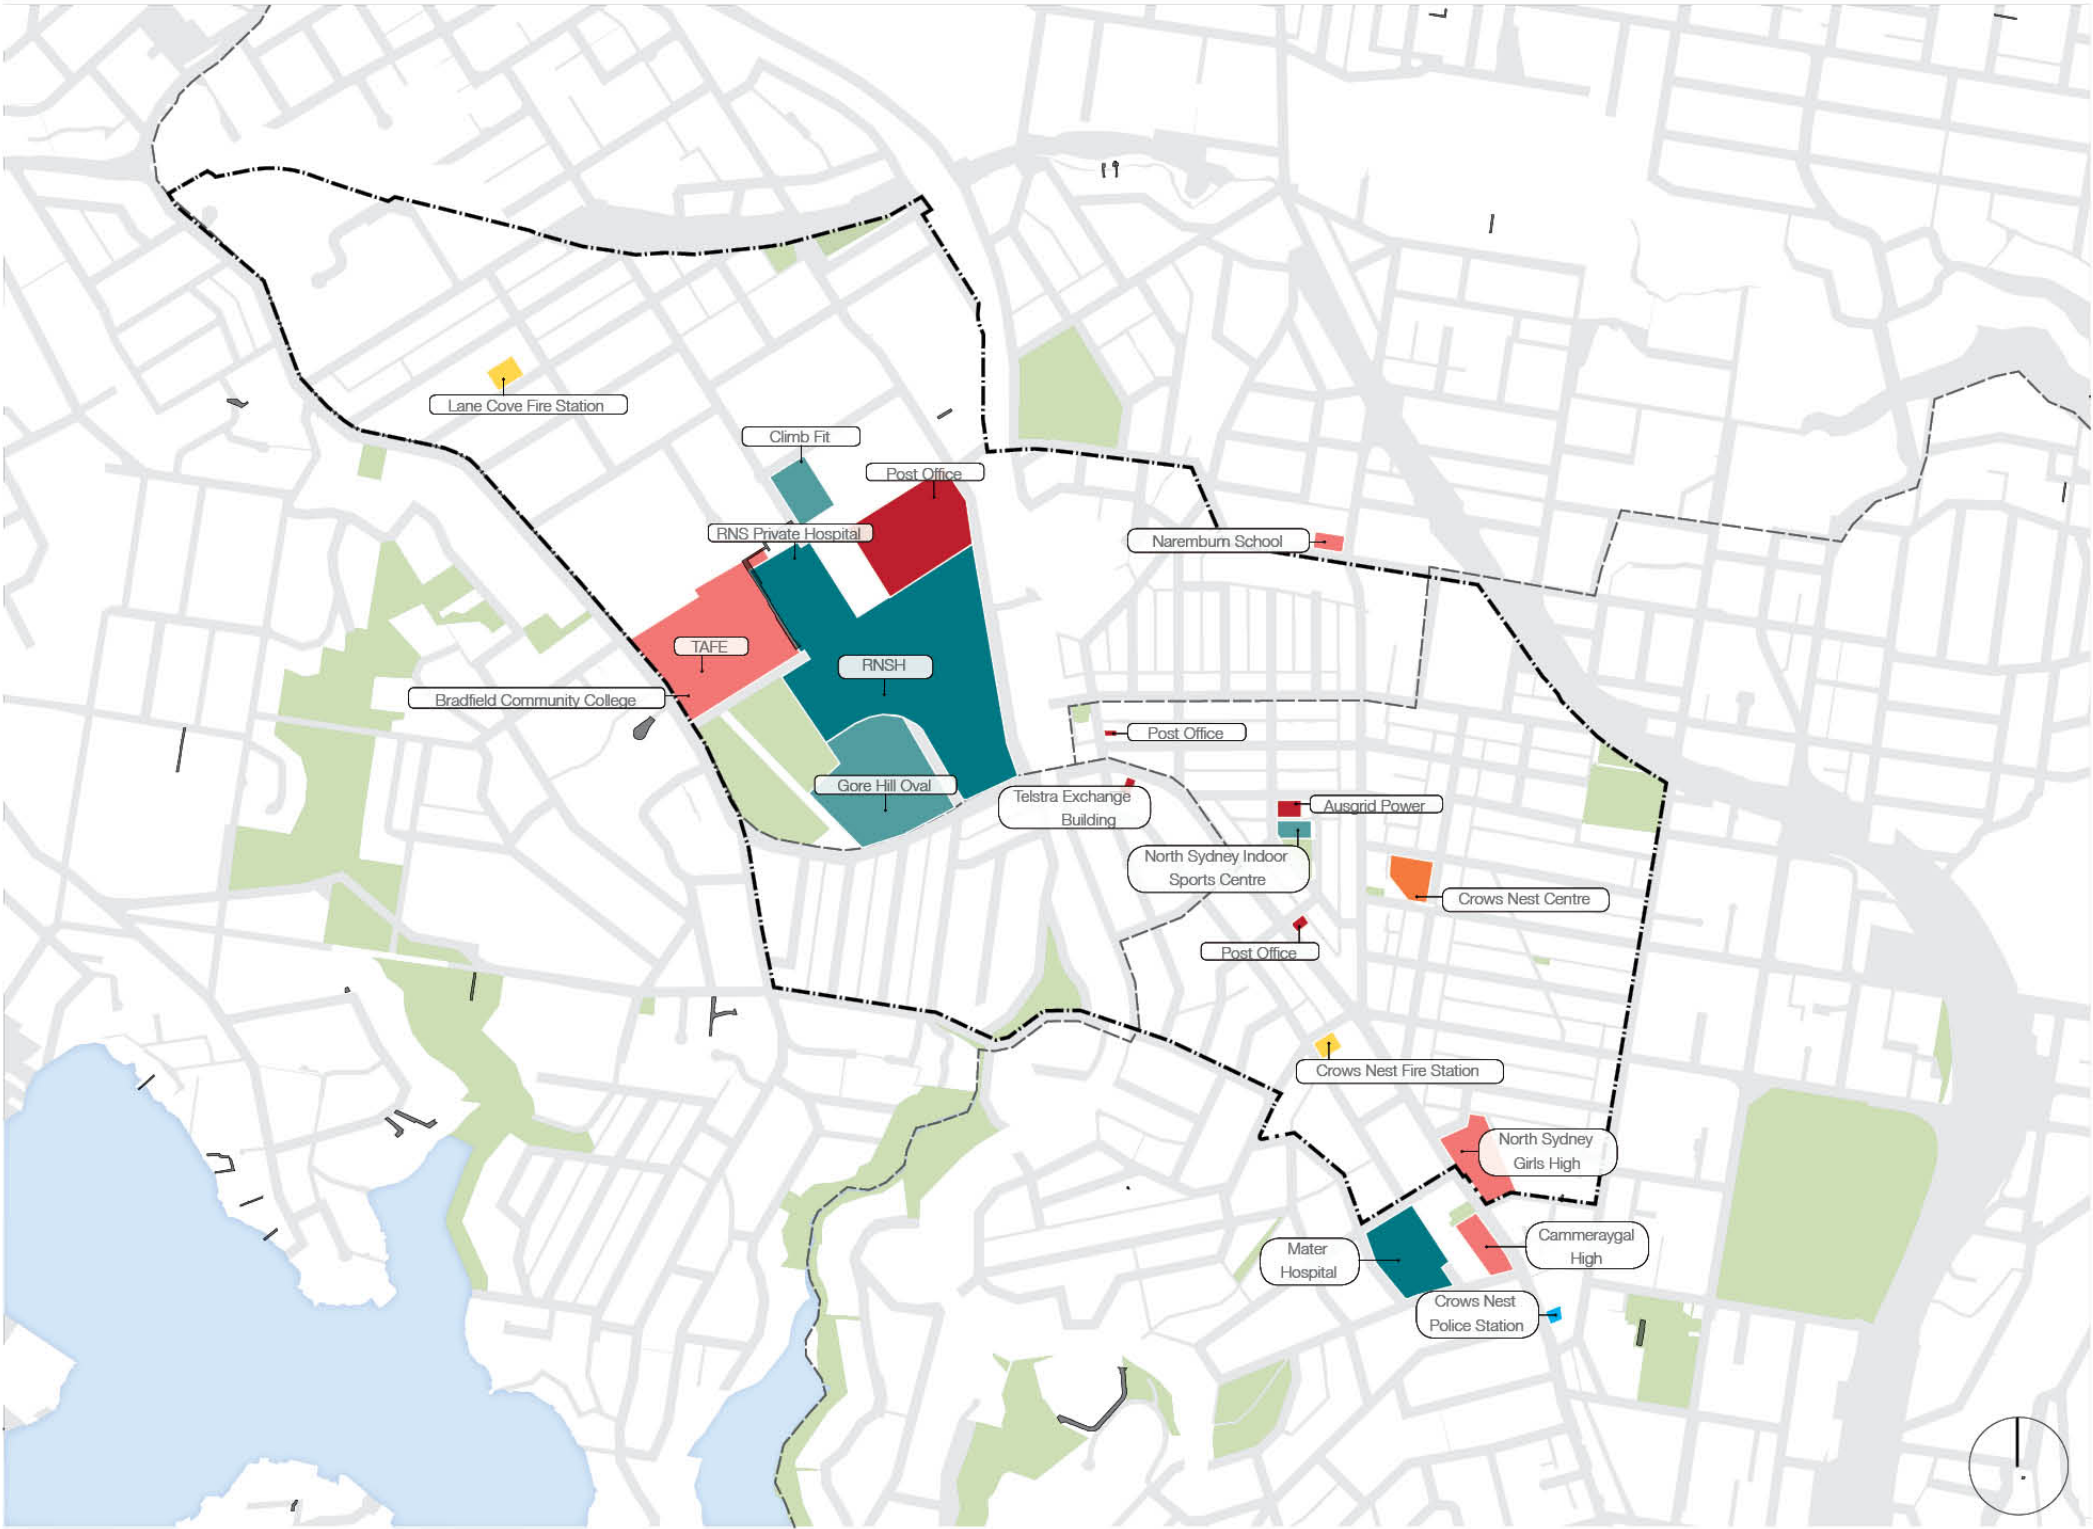 Lane Cove Fire Station
Climb Fit
Post Office
RNS Private Hospital
Naremburn School
TAFE
RNSH
Bradfield Community College
Post Office
Gore Hill Oval
Telstra Exchange
Building
Ausgrid Power
North Sydney Indoor
Sports Centre
Crows Nest Centre
Post Office
Crows Nest Fire Station
North Sydney
Girls High
Cammeraygal
High
Mater
Hospital
Crows Nest
Police Station